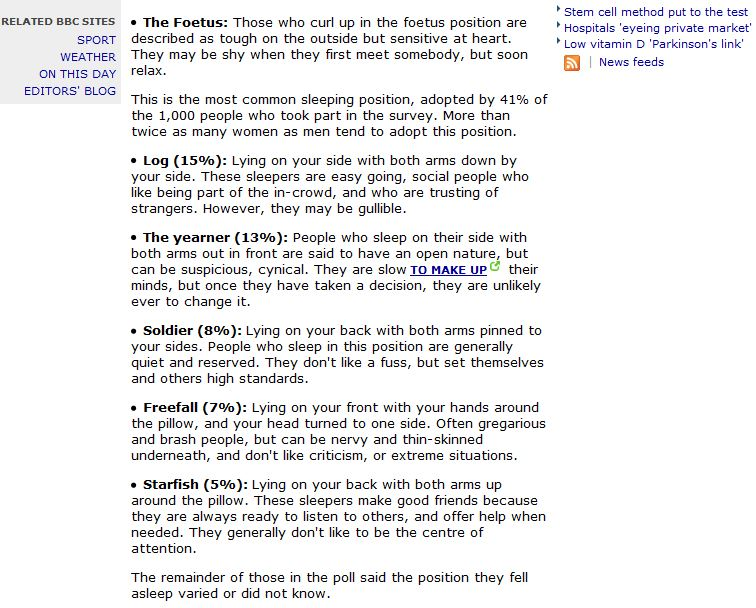 RELATED BBC SITES
SPORT
WEATHER
ON THIS DAY
EDITORS' BLOG
• The Foetus: Those who curl up in the foetus position are
described as tough on the outside but sensitive at heart.
They may be shy when they first meet somebody, but soon
relax.
This is the most common sleeping position, adopted by 41% of
the 1,000 people who took part in the survey. More than
twice as many women as men tend to adopt this position.
• Log (15%): Lying on your side with both arms down by
your side. These sleepers are easy going, social people who
like being part of the in-crowd, and who are trusting of
strangers. However, they may be gullible.
• The yearner (13%): People who sleep on their side with
both arms out in front are said to have an open nature, but
can be suspicious, cynical. They are slow TO MAKE UP their
minds, but once they have taken a decision, they are unlikely
ever to change it.
• Soldier (8%): Lying on your back with both arms pinned to
your sides. People who sleep in this position are generally
quiet and reserved. They don't like a fuss, but set themselves
and others high standards.
• Freefall (7%): Lying on your front with your hands around
the pillow, and your head turned to one side. Often gregarious
and brash people, but can be nervy and thin-skinned
underneath, and don't like criticism, or extreme situations.
• Starfish (5%): Lying on your back with both arms up
around the pillow. These sleepers make good friends because
they are always ready to listen to others, and offer help when
needed. They generally don't like to be the centre of
attention.
The remainder of those in the poll said the position they fell
asleep varied or did not know.
Stem cell method put to the test
Hospitals 'eyeing private market'
Low vitamin D 'Parkinson's link'
| News feeds